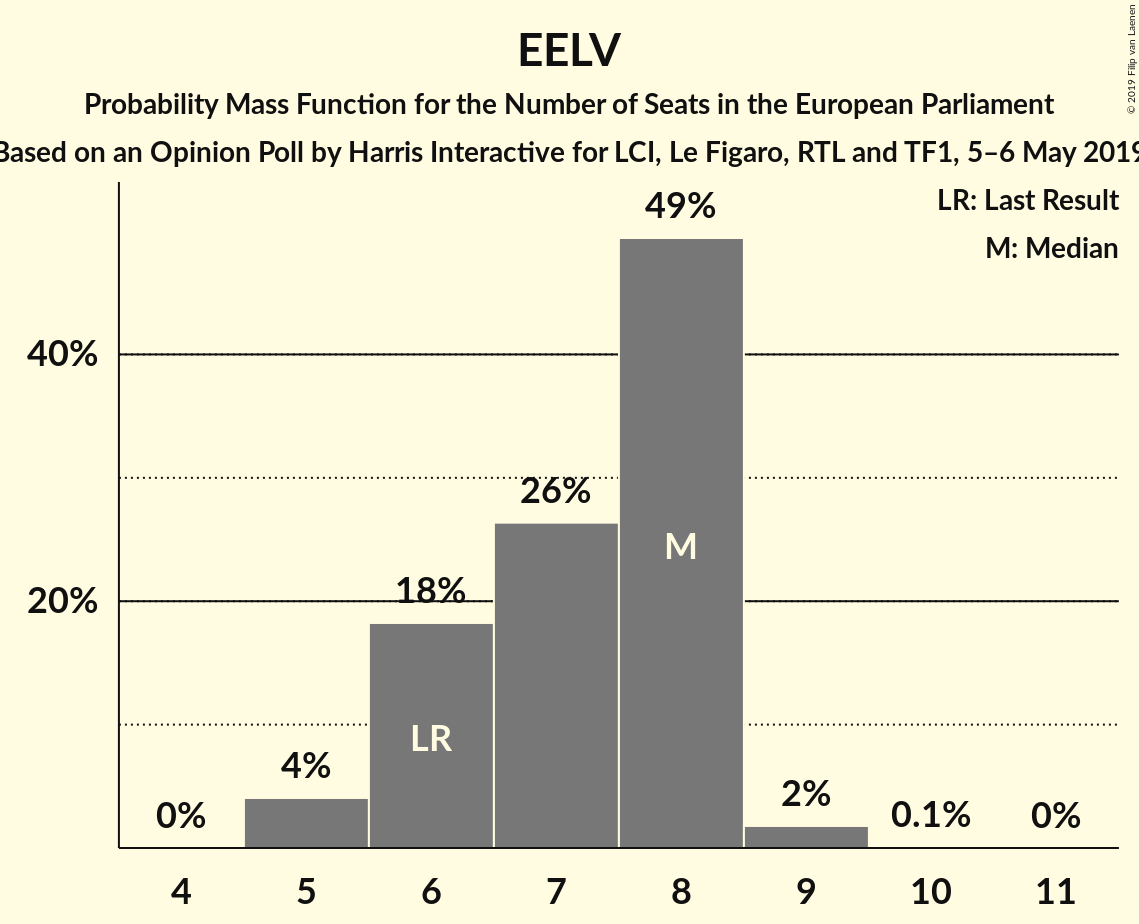 EELV
Probability Mass Function for the Number of Seats in the European Parliament
Based on an Opinion Poll by Harris Interactive for LCI, Le Figaro, RTL and TF1, 5–6 May 2019
© 2019 Filip van Laenen
LR: Last Result
M: Median
49%
40%
26%
M
20%
18%
LR
4%
0%
2%
0.1%
0%
4 5 6 7 8 9 10 11